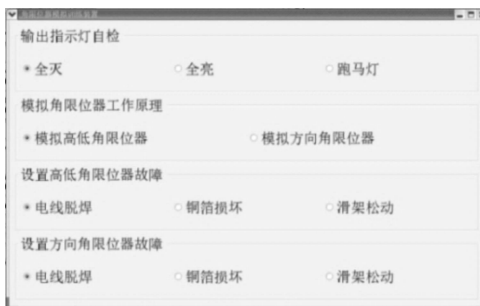 输出指示灯自检
全灭 全亮 跑马灯
模拟角限位器工作原理
模拟高低角限位器 模拟方向角限位器
设置高低角限位器故障
电线脱焊 铜箔损坏 滑架松动
设置方向角限位器故障
电线脱焊 铜箔损坏 滑架松动